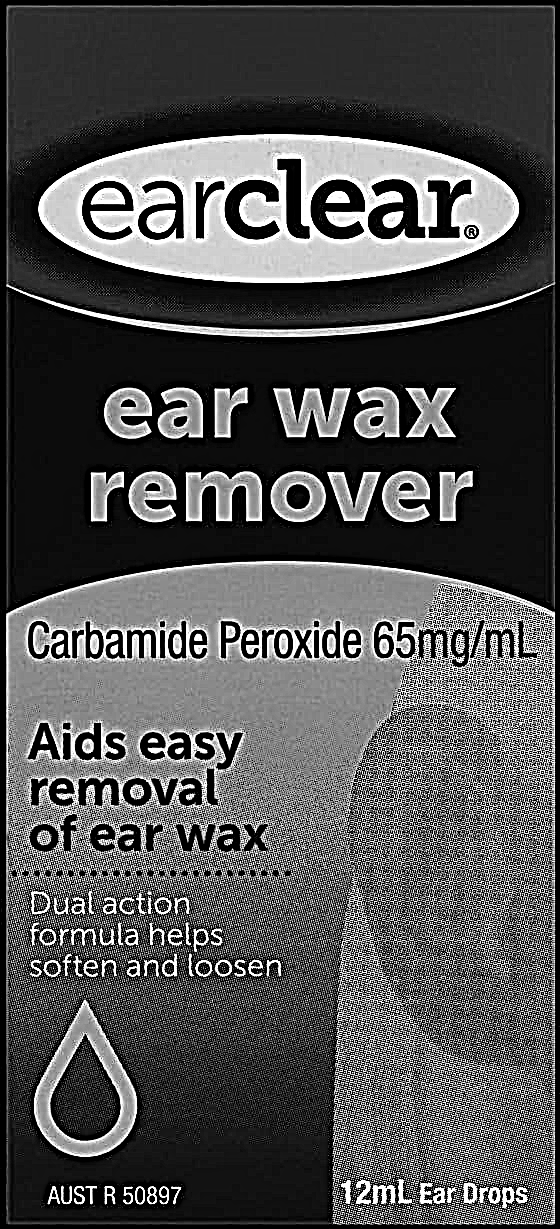 earclear®
ear wax
remover
Carbamide Peroxide 65mg/mL
Aids easy
removal
of ear wax
Dual action
formula helps
soften and loosen
AUST R 50897
12mL Ear Drops